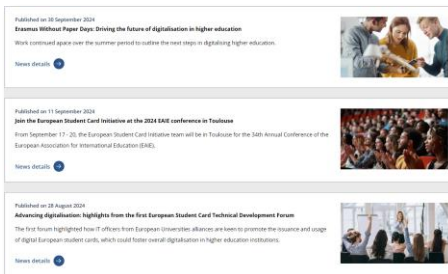 Published on 30 September 2024
Erasmus Without Paper Days: Driving the future of digitalisation in higher education
Work continued apace over the summer period to outline the next steps in digitalising higher education.
News details
Published on 11 September 2024
Join the European Student Card Initiative at the 2024 EAIE conference in Toulouse
From September 17 - 20, the European Student Card Initiative team will be in Toulouse for the 34th Annual Conference of the
European Association for International Education (EAIE).
News details
Published on 28 August 2024
Advancing digitalisation: highlights from the first European Student Card Technical Development Forum
The first forum highlighted how IT officers from European Universities alliances are keen to promote the issuance and usage
of digital European student cards, which could foster overall digitalisation in higher education institutions.
News details